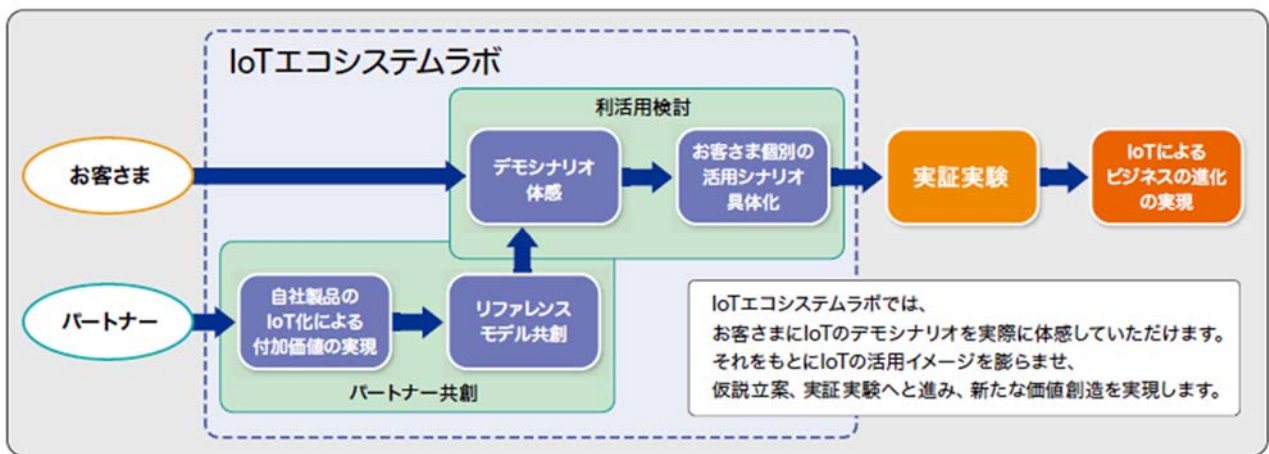 IoTエコシステムラボ
利活用検討
お客さま
デモシナリオ
体感
お客さま個別の
活用シナリオ
具体化
実証実験
IoTによる
ビジネスの進化
の実現
パートナー
自社製品の
IoT化による
付加価値の実現
リファレンス
モデル共創
パートナー共創
IoTエコシステムラボでは、
お客さまにIoTのデモシナリオを実際に体感していただけます。
それをもとにIoTの活用イメージを膨らませ、
仮説立案、実証実験へと進み、新たな価値創造を実現します。